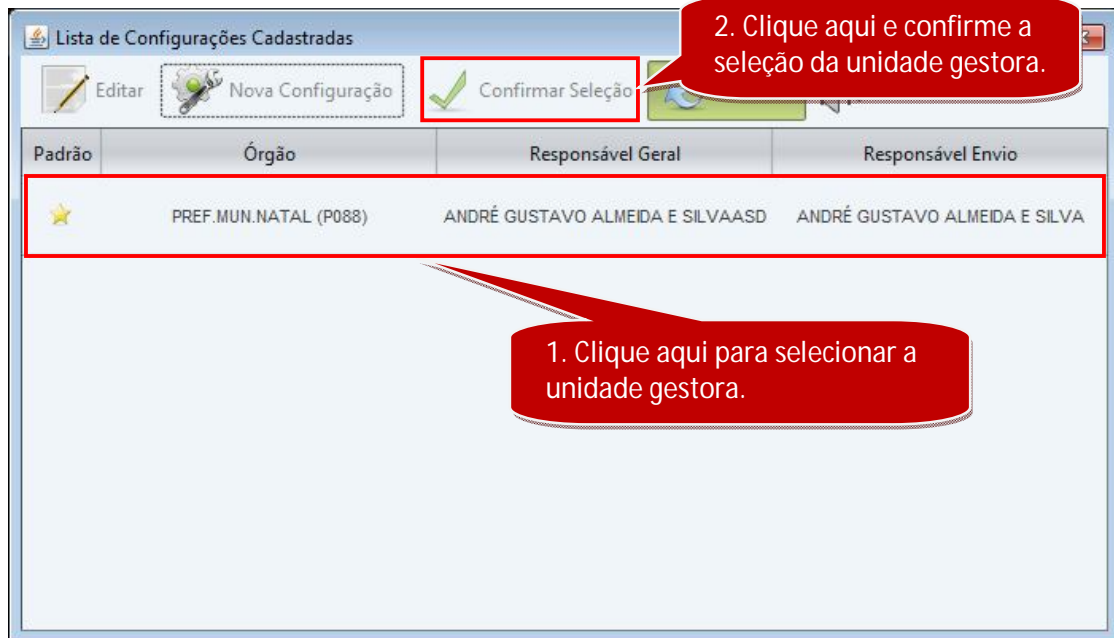 Lista de Configurações Cadastradas
2. Clique aqui e confirme a
seleção da unidade gestora.
Editar
Nova Configuração
Confirmar Seleção
Padrão
Órgão
Responsável Geral
Responsável Envio
PREF.MUN.NATAL (P088)
ANDRÉ GUSTAVO ALMEIDA E SILVAASD
ANDRÉ GUSTAVO ALMEIDA E SILVA
1. Clique aqui para selecionar a
unidade gestora.